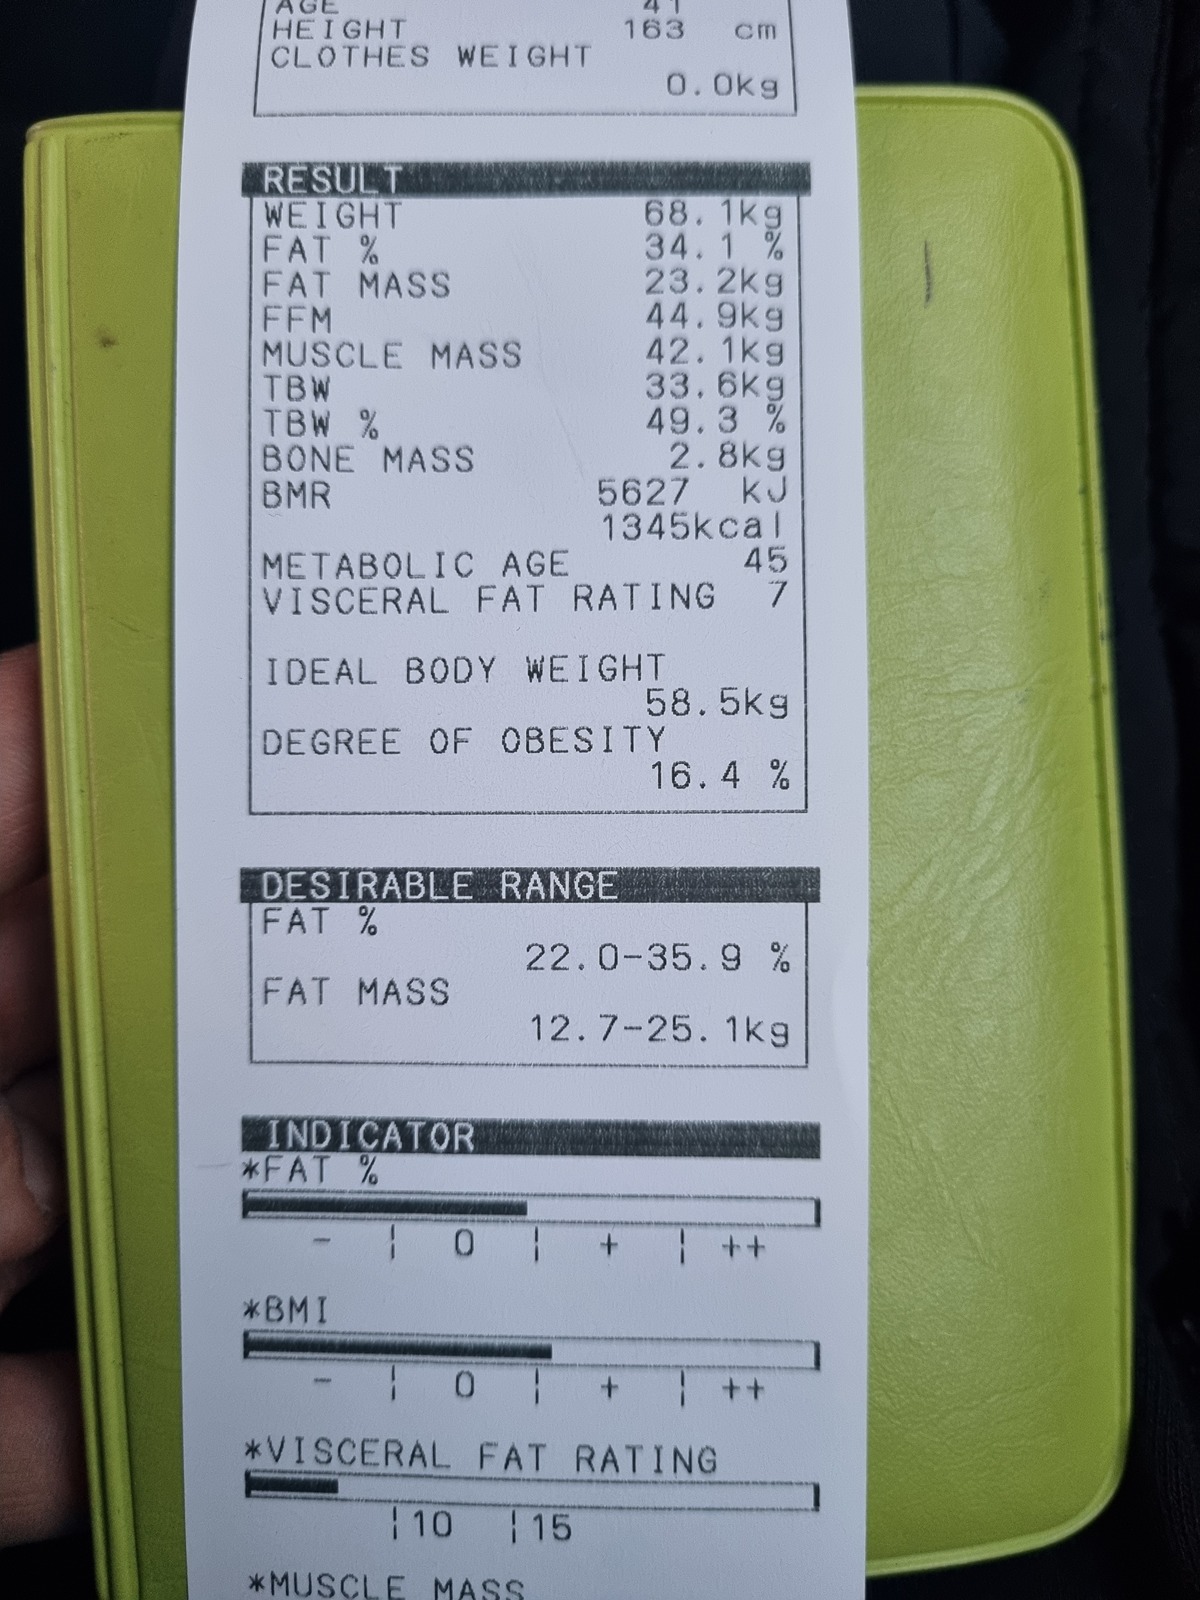 AGE 41
HEIGHT 163 cm
CLOTHES WEIGHT
0.0kg
RESULT
WEIGHT 68.1kg
FAT % 34.1 %
FAT MASS 23.2kg
FFM 44.9kg
MUSCLE MASS 42.1kg
TBW 33.6kg
TBW % 49.3 %
BONE MASS 2.8kg
BMR 5627 kJ
1345kcal
METABOLIC AGE 45
VISCERAL FAT RATING 7
IDEAL BODY WEIGHT
58.5kg
DEGREE OF OBESITY
16.4 %
DESIRABLE RANGE
FAT %
22.0-35.9 %
FAT MASS
12.7-25.1kg
INDICATOR
*FAT %
- ¦ 0 ¦ + ¦ ++
*BMI
- ¦ 0 ¦ + ¦ ++
*VISCERAL FAT RATING
¦10 ¦15
*MUSCLE MASS